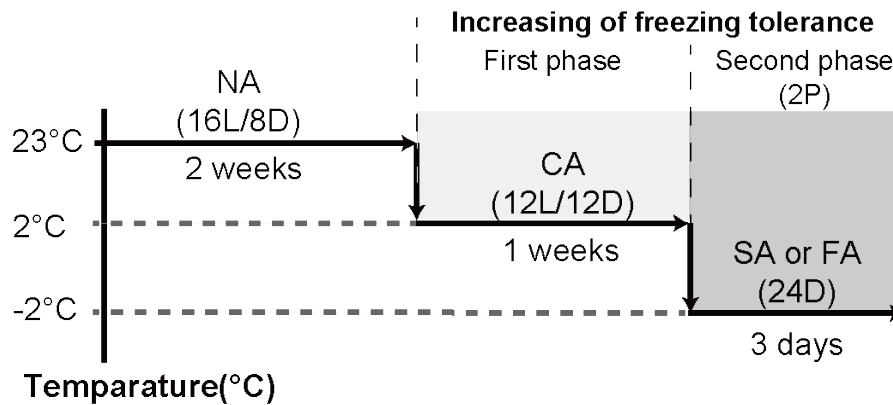 Increasing of freezing tolerance
First phase
Second phase
(2P)
NA
(16L/8D)
23°C
2 weeks
CA
(12L/12D)
2°C
1 weeks
SA or FA
(24D)
-2°C
3 days
Temparature(°C)